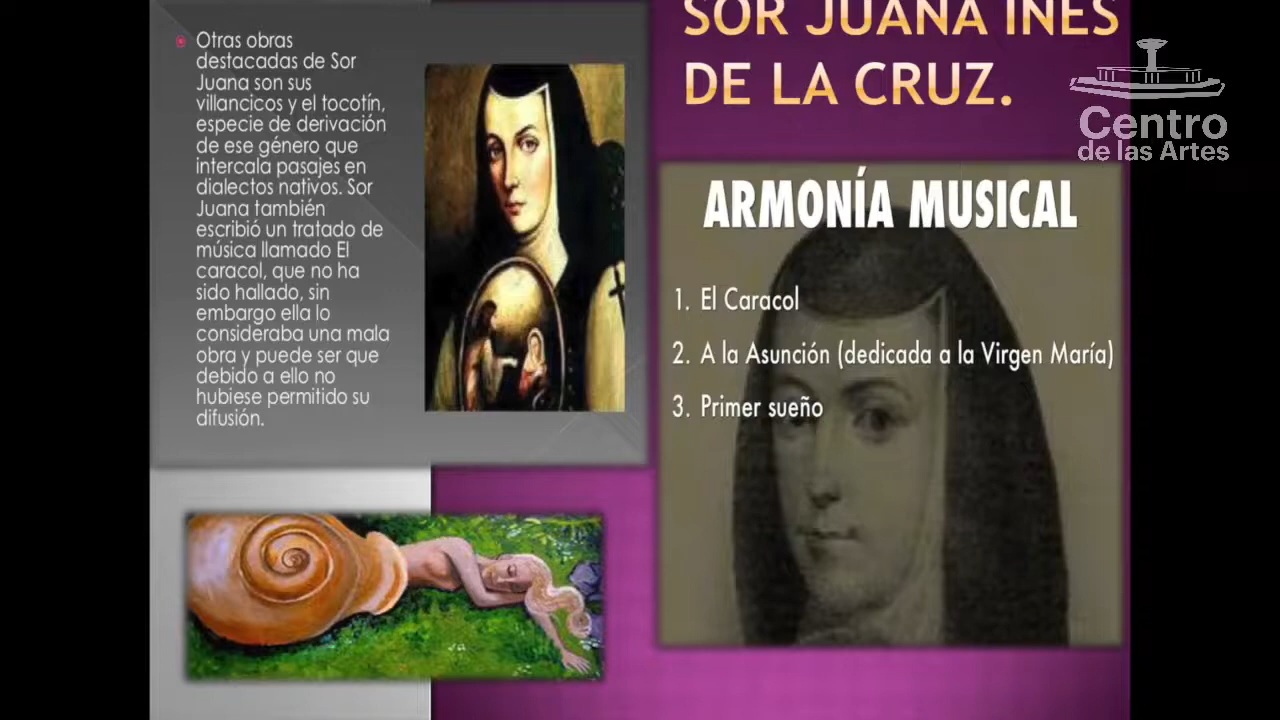 Otras obras
destacadas de Sor
Juana son sus
villancicos y el tocotín,
especie de derivación
de ese género que
intercala pasajes en
dialectos nativos. Sor
Juana también
escribió un tratado de
música llamado El
caracol, que no ha
sido hallado, sin
embargo ella lo
consideraba una mala
obra y puede ser que
debido a ello no
hubiese permitido su
difusión.
SOR JUANA INÉS
DE LA CRUZ.
Centro
de las Artes
ARMONÍA MUSICAL
1. El Caracol
2. A la Asunción (dedicada a la Virgen María)
3. Primer sueño